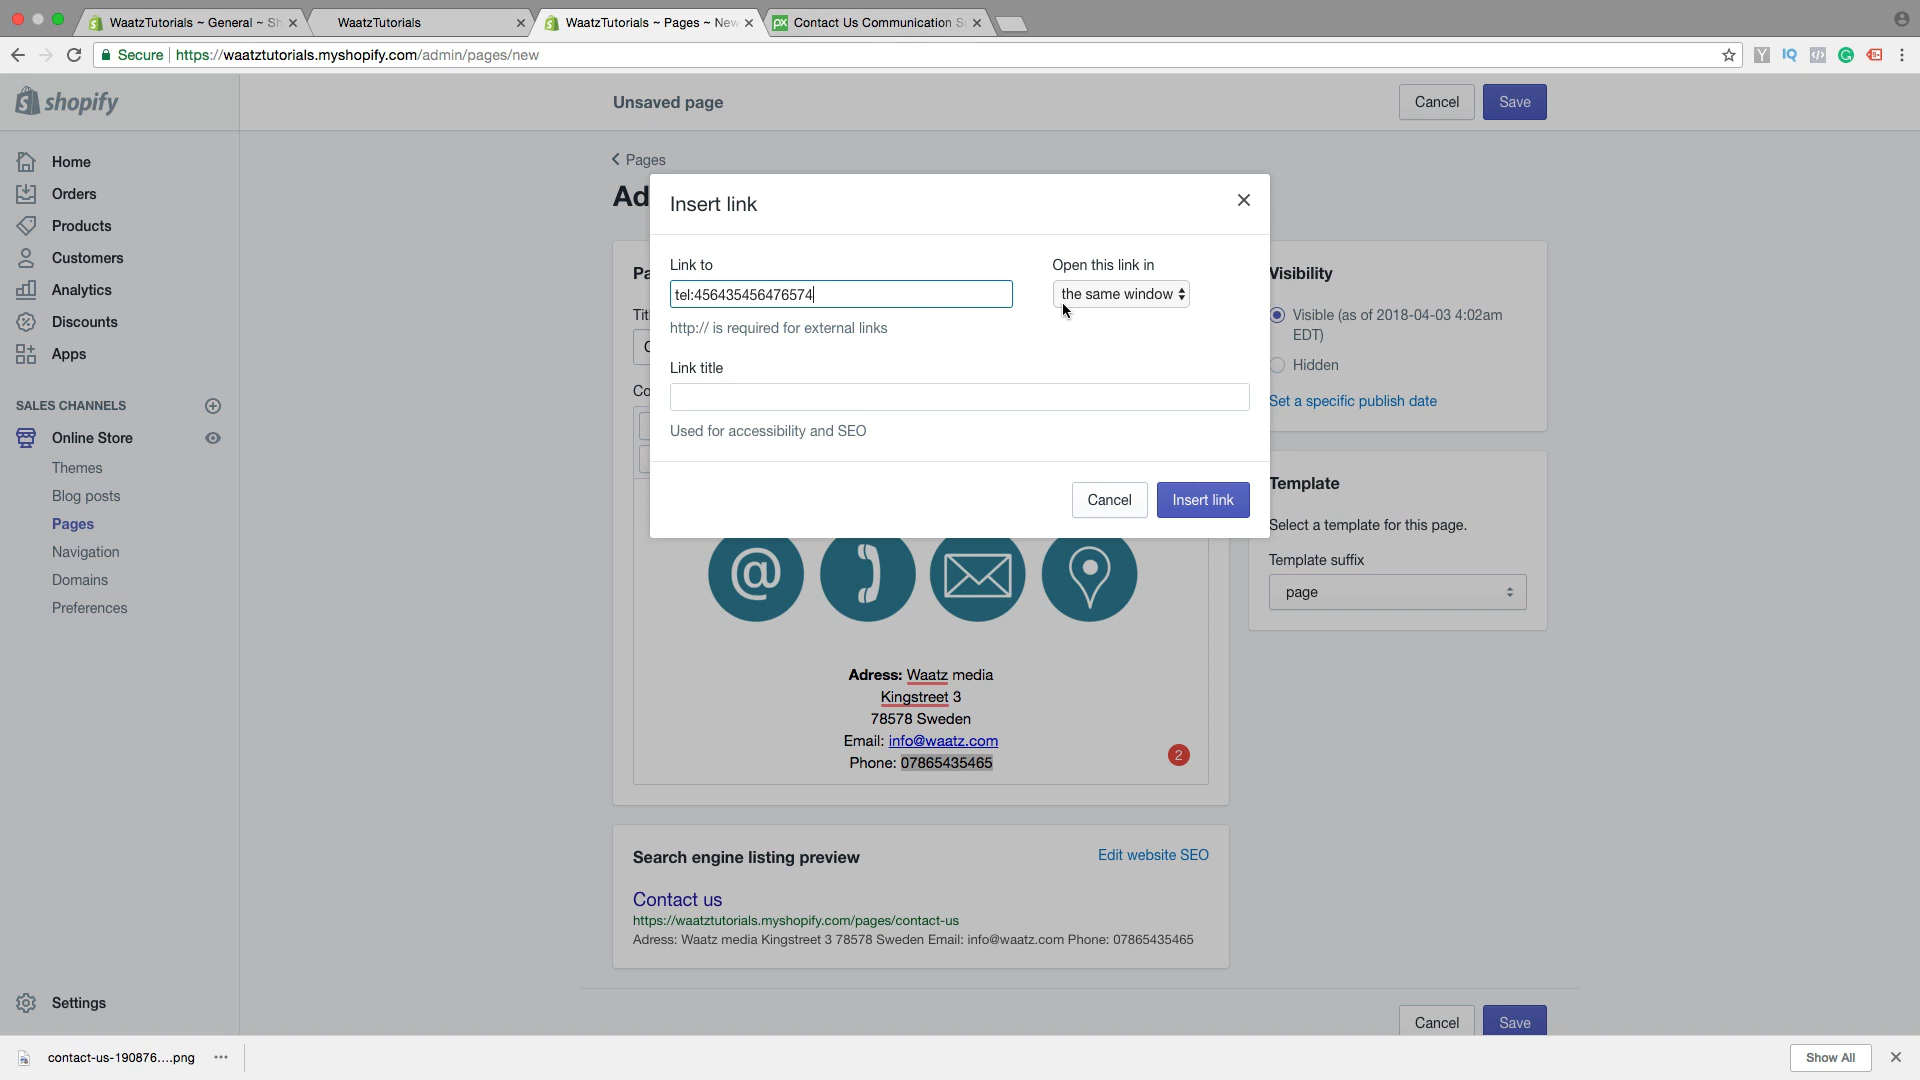 WaatzTutorials ~ General ~ Sh
WaatzTutorials
WaatzTutorials ~ Pages ~ New
Contact Us Communication S
Secure
https://waatztutorials.myshopify.com/admin/pages/new
shopify
Unsaved page
Cancel
Save
Home
Orders
Products
Customers
Analytics
Discounts
Apps
SALES CHANNELS
Online Store
Themes
Blog posts
Pages
Navigation
Domains
Preferences
Settings
Pages
Ad
Insert link
Link to
tel:456435456476574
http:// is required for external links
Open this link in
the same window
Link title
Used for accessibility and SEO
Cancel
Insert link
Visibility
Visible (as of 2018-04-03 4:02am
EDT)
Hidden
Set a specific publish date
Template
Select a template for this page.
Template suffix
page
Adress: Waatz media
Kingstreet 3
78578 Sweden
Email: info@waatz.com
Phone: 07865435465
2
Search engine listing preview
Edit website SEO
Contact us
https://waatztutorials.myshopify.com/pages/contact-us
Adress: Waatz media Kingstreet 3 78578 Sweden Email: info@waatz.com Phone: 07865435465
Cancel
Save
contact-us-190876....png
Show All